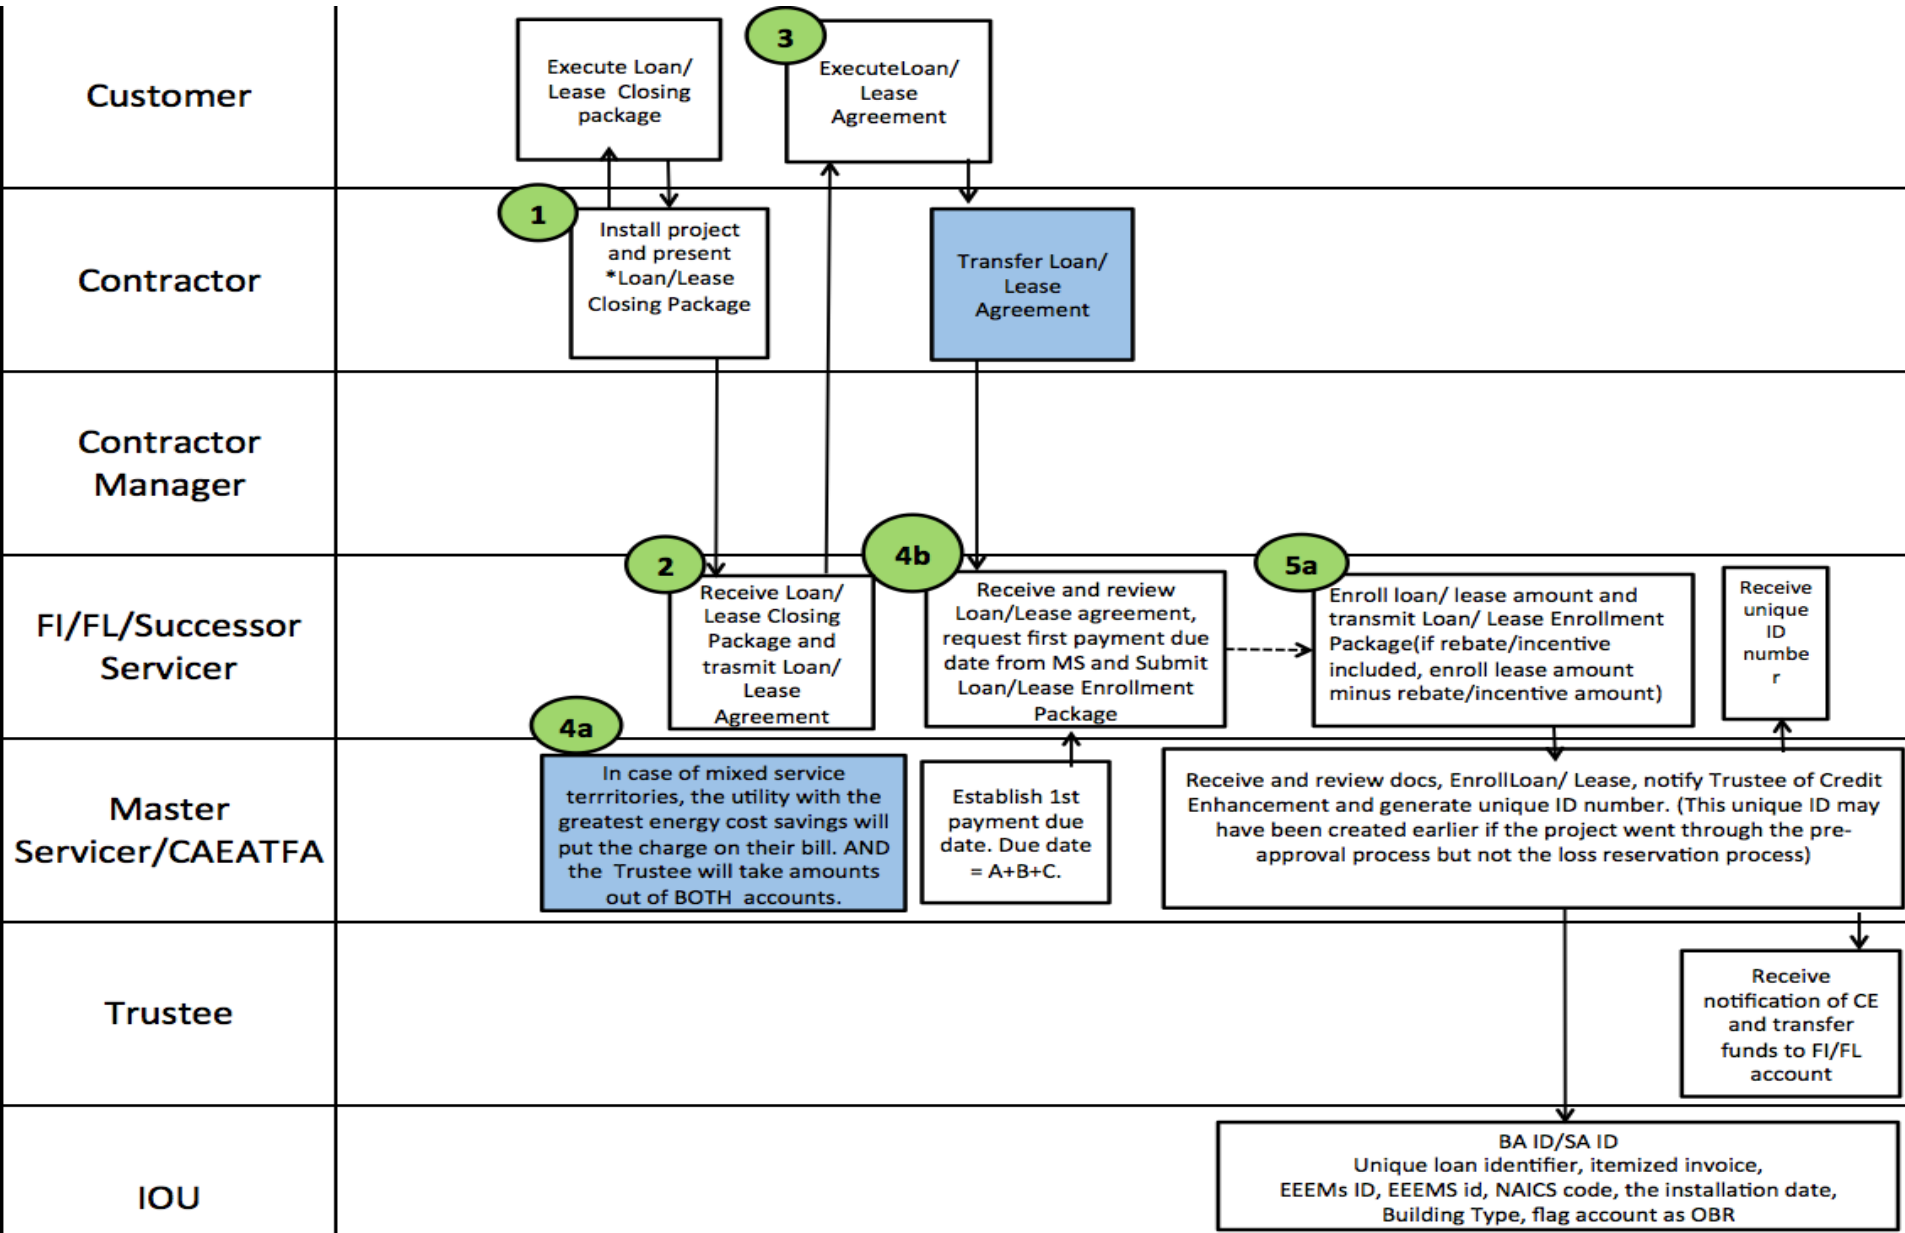 Customer
Execute Loan/
Lease Closing
package
3
ExecuteLoan/
Lease
Agreement
Contractor
1
Install project
and present
*Loan/Lease
Closing Package
Transfer Loan/
Lease
Agreement
Contractor
Manager
FI/FL/Successor
Servicer
2
Receive Loan/
Lease Closing
Package and
trasmit Loan/
Lease
Agreement
4b
Receive and review
Loan/Lease agreement,
request first payment due
date from MS and Submit
Loan/Lease Enrollment
Package
5a
Enroll loan/ lease amount and
transmit Loan/ Lease Enrollment
Package(if rebate/incentive
included, enroll lease amount
minus rebate/incentive amount)
Receive
unique
ID
numbe
r
Master
Servicer/CAEATFA
4a
In case of mixed service
terrritories, the utility with the
greatest energy cost savings will
put the charge on their bill. AND
the Trustee will take amounts
out of BOTH accounts.
Establish 1st
payment due
date. Due date
= A+B+C.
Receive and review docs, EnrollLoan/ Lease, notify Trustee of Credit
Enhancement and generate unique ID number. (This unique ID may
have been created earlier if the project went through the pre-
approval process but not the loss reservation process)
Trustee
Receive
notification of CE
and transfer
funds to FI/FL
account
IOU
BA ID/SA ID
Unique loan identifier, itemized invoice,
EEEMs ID, EEEMS id, NAICS code, the installation date,
Building Type, flag account as OBR